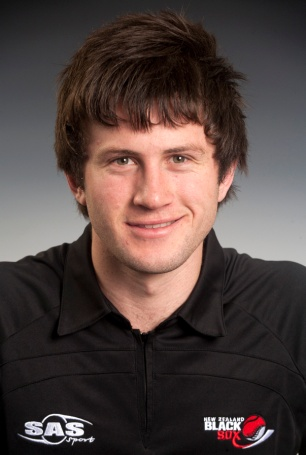 SAS
sport
NEW ZEALAND
BLACK
SOX